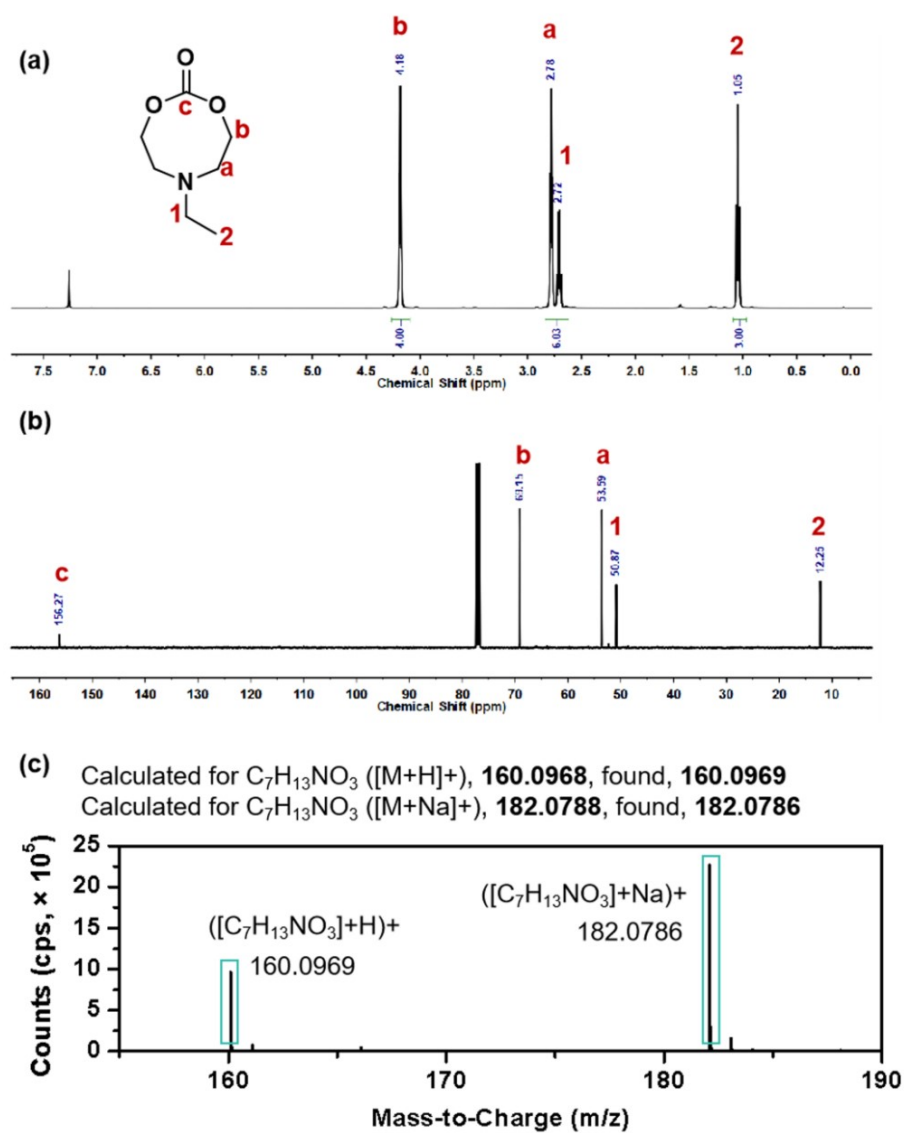 (a)
b
a
2
4.18
2.78
1.05
1
2.72
O
O
O
c
b
a
N
1
2
4.00
6.03
3.00
7.5 7.0 6.5 6.0 5.5 5.0 4.5 4.0 3.5 3.0 2.5 2.0 1.5 1.0 0.5 0.0
Chemical Shift (ppm)
(b)
b
a
53.59
1
50.87
2
12.25
c
156.27
160 150 140 130 120 110 100 90 80 70 60 50 40 30 20 10
Chemical Shift (ppm)
(c)
Calculated for C7H13NO3 ([M+H]+), 160.0968, found, 160.0969
Calculated for C7H13NO3 ([M+Na]+), 182.0788, found, 182.0786
25
20
15
10
5
0
Counts (cps, × 10⁵)
([C7H13NO3]+H)+
160.0969
([C7H13NO3]+Na)+
182.0786
160 170 180 190
Mass-to-Charge (m/z)